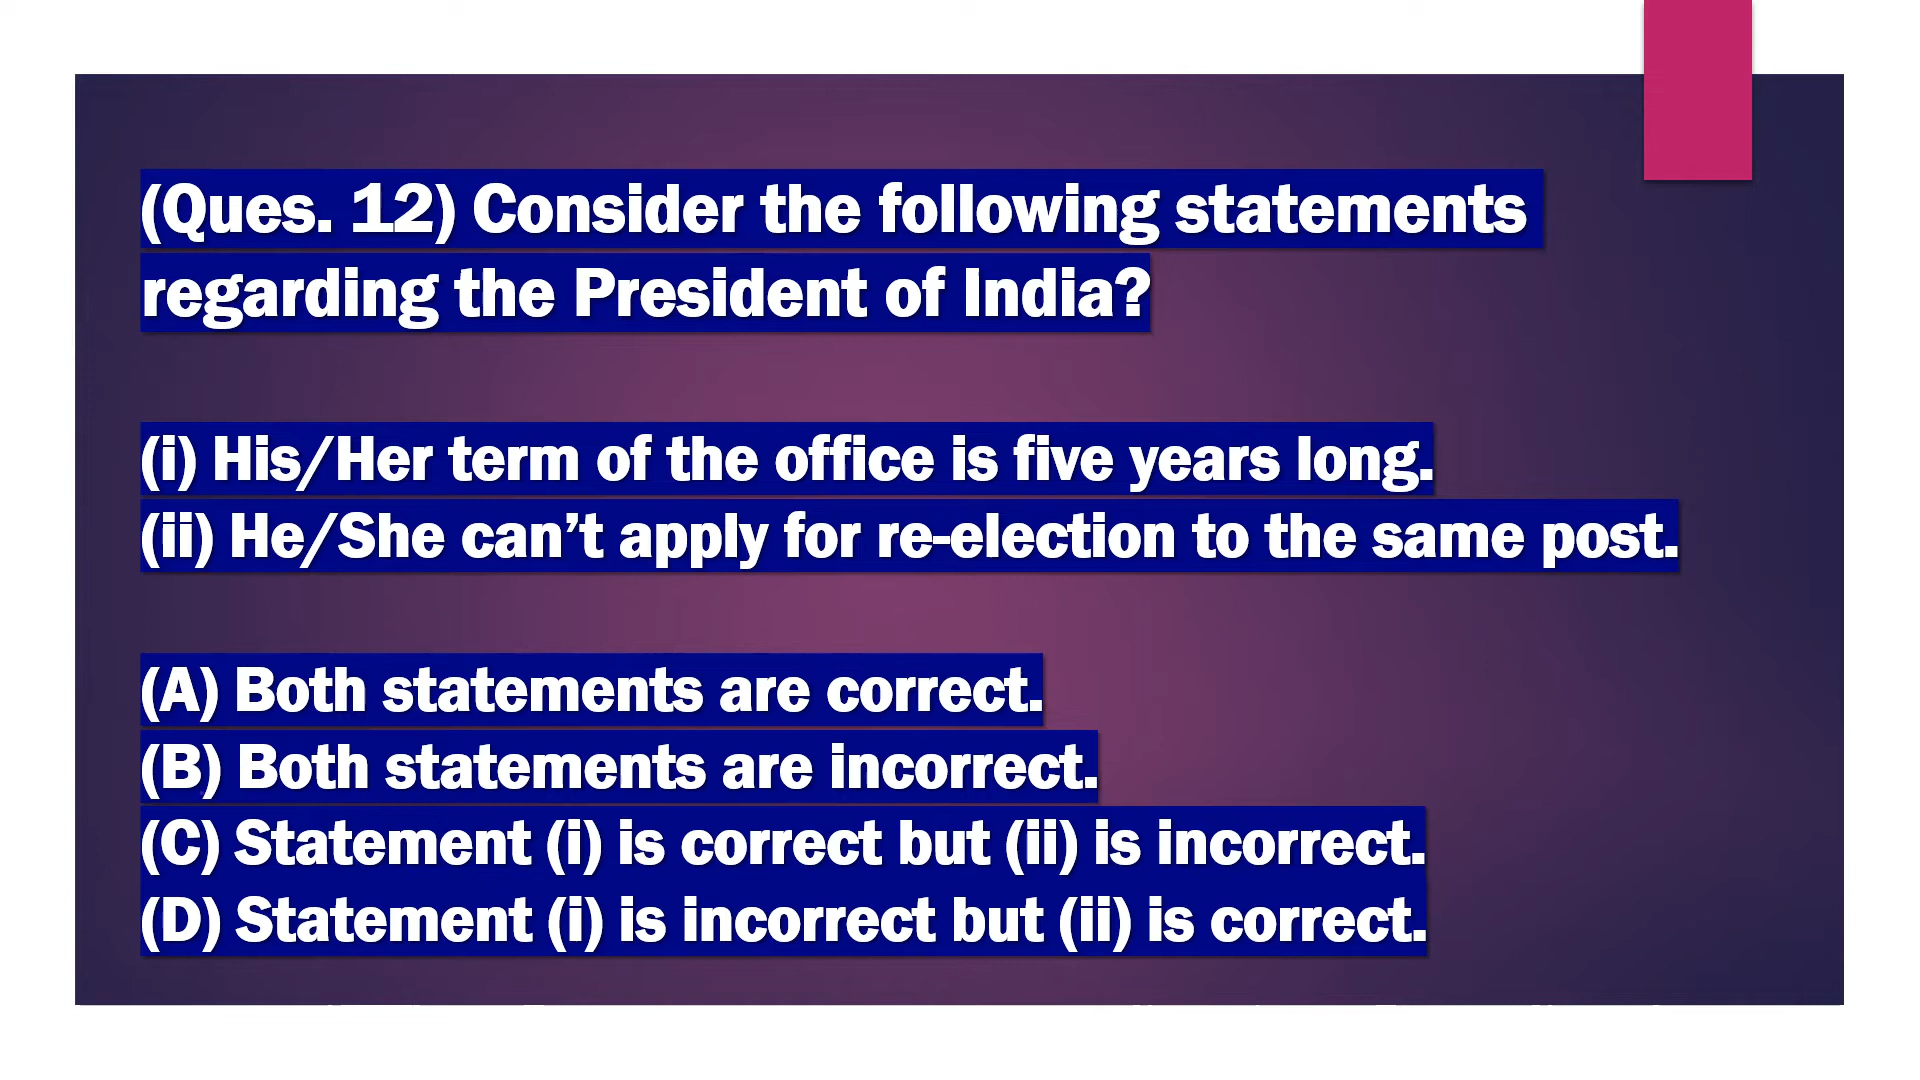 (Ques. 12) Consider the following statements
regarding the President of India?
(i) His/Her term of the office is five years long.
(ii) He/She can’t apply for re-election to the same post.
(A) Both statements are correct.
(B) Both statements are incorrect.
(C) Statement (i) is correct but (ii) is incorrect.
(D) Statement (i) is incorrect but (ii) is correct.